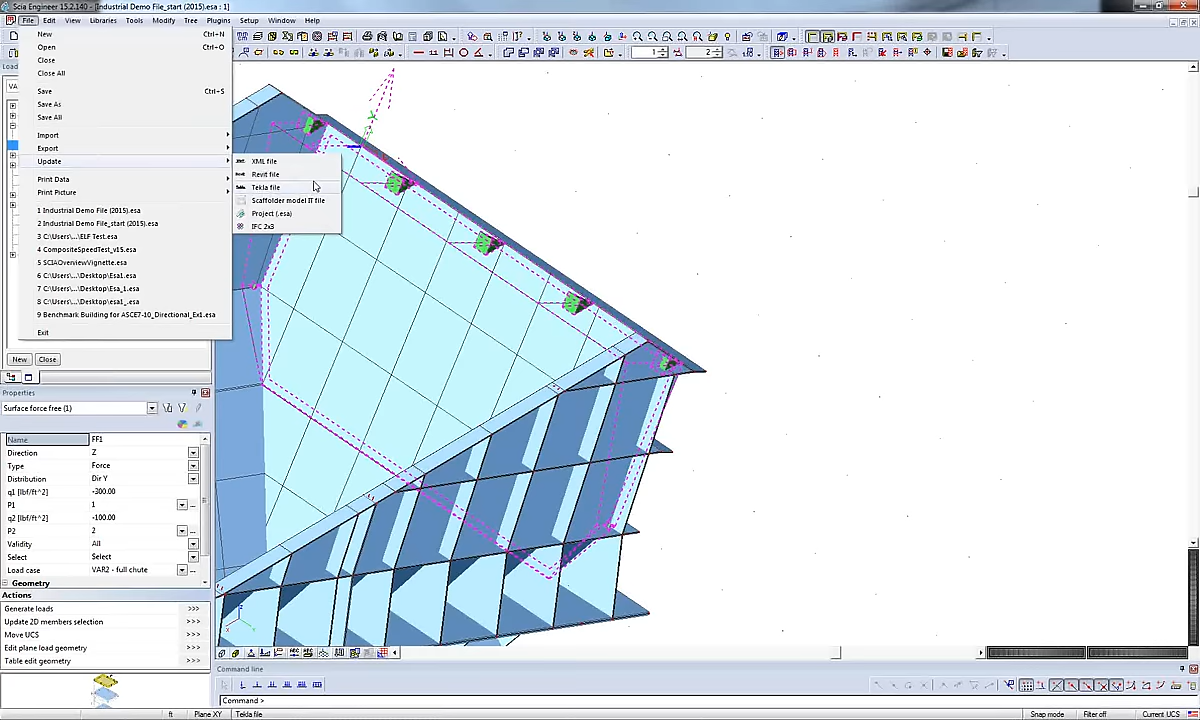 Scia Engineer 15.2.140 - [Industrial Demo File_start (2015).esa : 1]
File Edit View Libraries Tools Modify Tree Plugins Setup Window Help
New Ctrl+N
Open Ctrl+O
Close
Close All
Save Ctrl+S
Save As
Save All
Import
Export
Update
Print Data
Print Picture
1 Industrial Demo File (2015).esa
2 Industrial Demo File_start (2015).esa
3 C:\Users\...\ELF Test.esa
4 CompositeSpeedTest_v15.esa
5 SCIAOverviewVignette.esa
6 C:\Users\...\Desktop\Esa1.esa
7 C:\Users\...\Desktop\Esa_1.esa
8 C:\Users\...\Desktop\esa1_.esa
9 Benchmark Building for ASCE7-10_Directional_Ex1.esa
Exit
XML file
Revit file
Tekla file
Scaffolder model IT file
Project (.esa)
IFC 2x3
1
2
New Close
Properties
Surface force free (1)
Name FF1
Direction Z
Type Force
Distribution Dir Y
q1 [lbf/ft^2] -300.00
P1 1
q2 [lbf/ft^2] -100.00
P2 2
Validity All
Select Select
Load case VAR2 - full chute
Geometry
Actions
Generate loads >>>
Update 2D members selection >>>
Move UCS >>>
Edit plane load geometry >>>
Table edit geometry >>>
Command line
Command >
ft Plane XY Tekla file Snap mode Filter off Current UCS